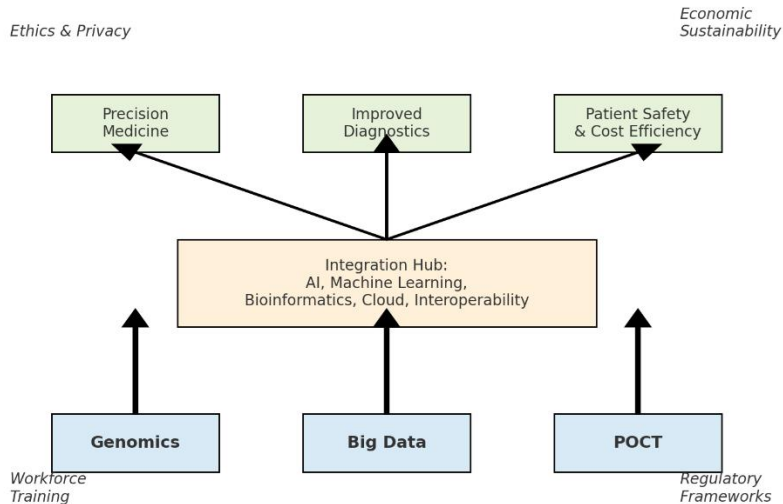 Ethics & Privacy
Economic
Sustainability
Precision
Medicine
Improved
Diagnostics
Patient Safety
& Cost Efficiency
Integration Hub:
AI, Machine Learning,
Bioinformatics, Cloud, Interoperability
Genomics
Big Data
POCT
Workforce
Training
Regulatory
Frameworks